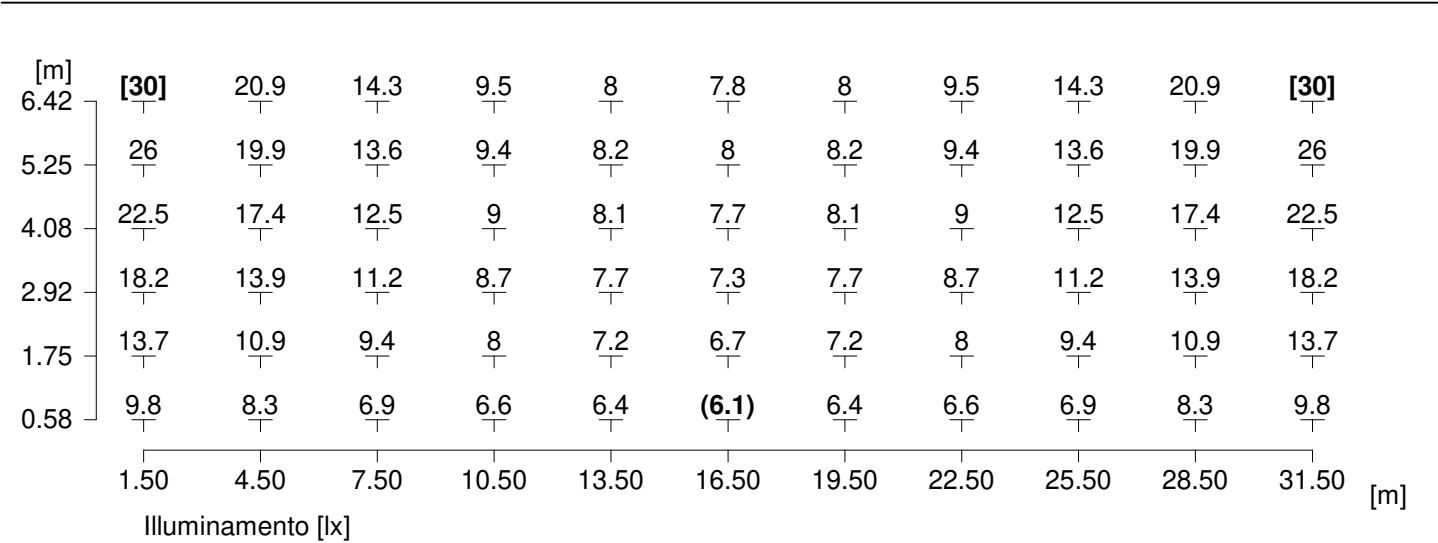 [m]
[30] 20.9 14.3 9.5 8 7.8 8 9.5 14.3 20.9 [30]
6.42
26 19.9 13.6 9.4 8.2 8 8.2 9.4 13.6 19.9 26
5.25
22.5 17.4 12.5 9 8.1 7.7 8.1 9 12.5 17.4 22.5
4.08
18.2 13.9 11.2 8.7 7.7 7.3 7.7 8.7 11.2 13.9 18.2
2.92
13.7 10.9 9.4 8 7.2 6.7 7.2 8 9.4 10.9 13.7
1.75
9.8 8.3 6.9 6.6 6.4 (6.1) 6.4 6.6 6.9 8.3 9.8
0.58
1.50 4.50 7.50 10.50 13.50 16.50 19.50 22.50 25.50 28.50 31.50
[m]
Illuminamento [lx]